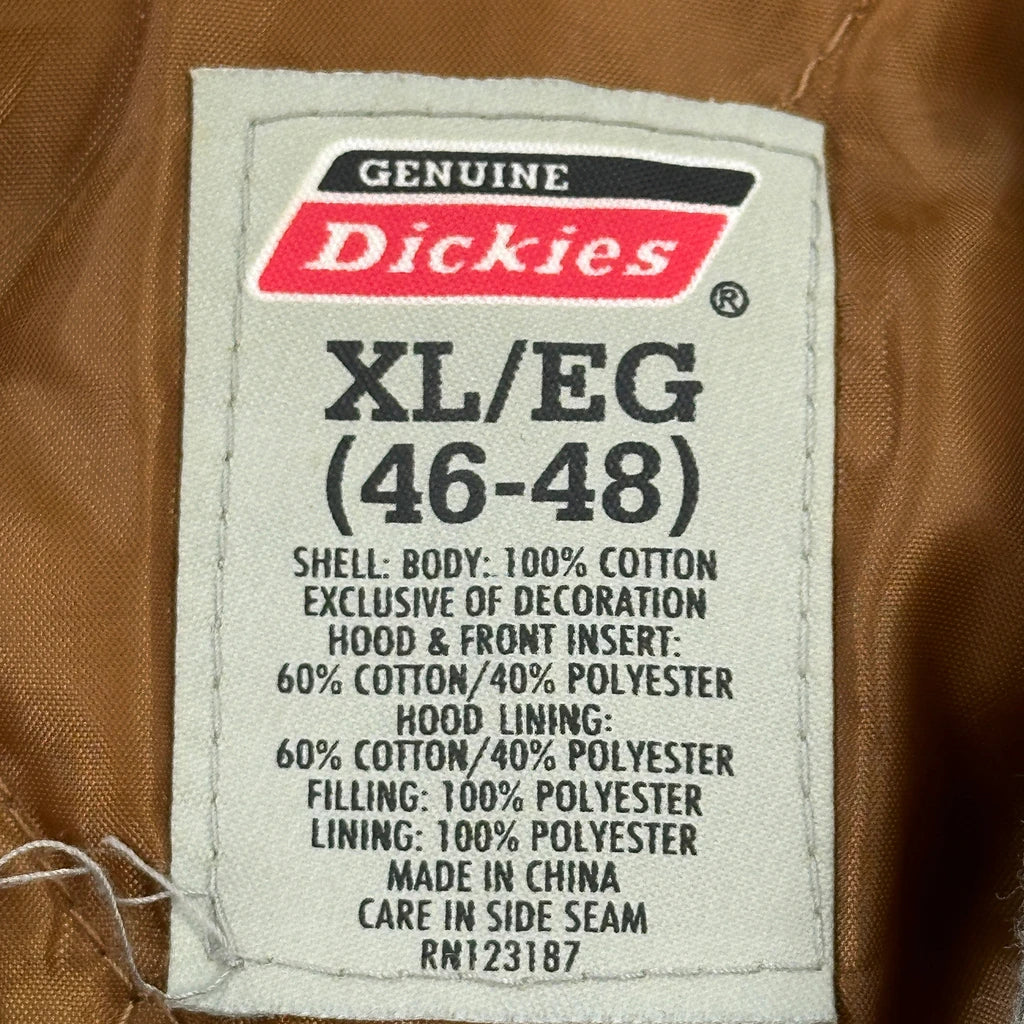 GENUINE
Dickies
®
XL/EG
(46-48)
SHELL: BODY: 100% COTTON
EXCLUSIVE OF DECORATION
HOOD & FRONT INSERT:
60% COTTON/40% POLYESTER
HOOD LINING:
60% COTTON/40% POLYESTER
FILLING: 100% POLYESTER
LINING: 100% POLYESTER
MADE IN CHINA
CARE IN SIDE SEAM
RN123187